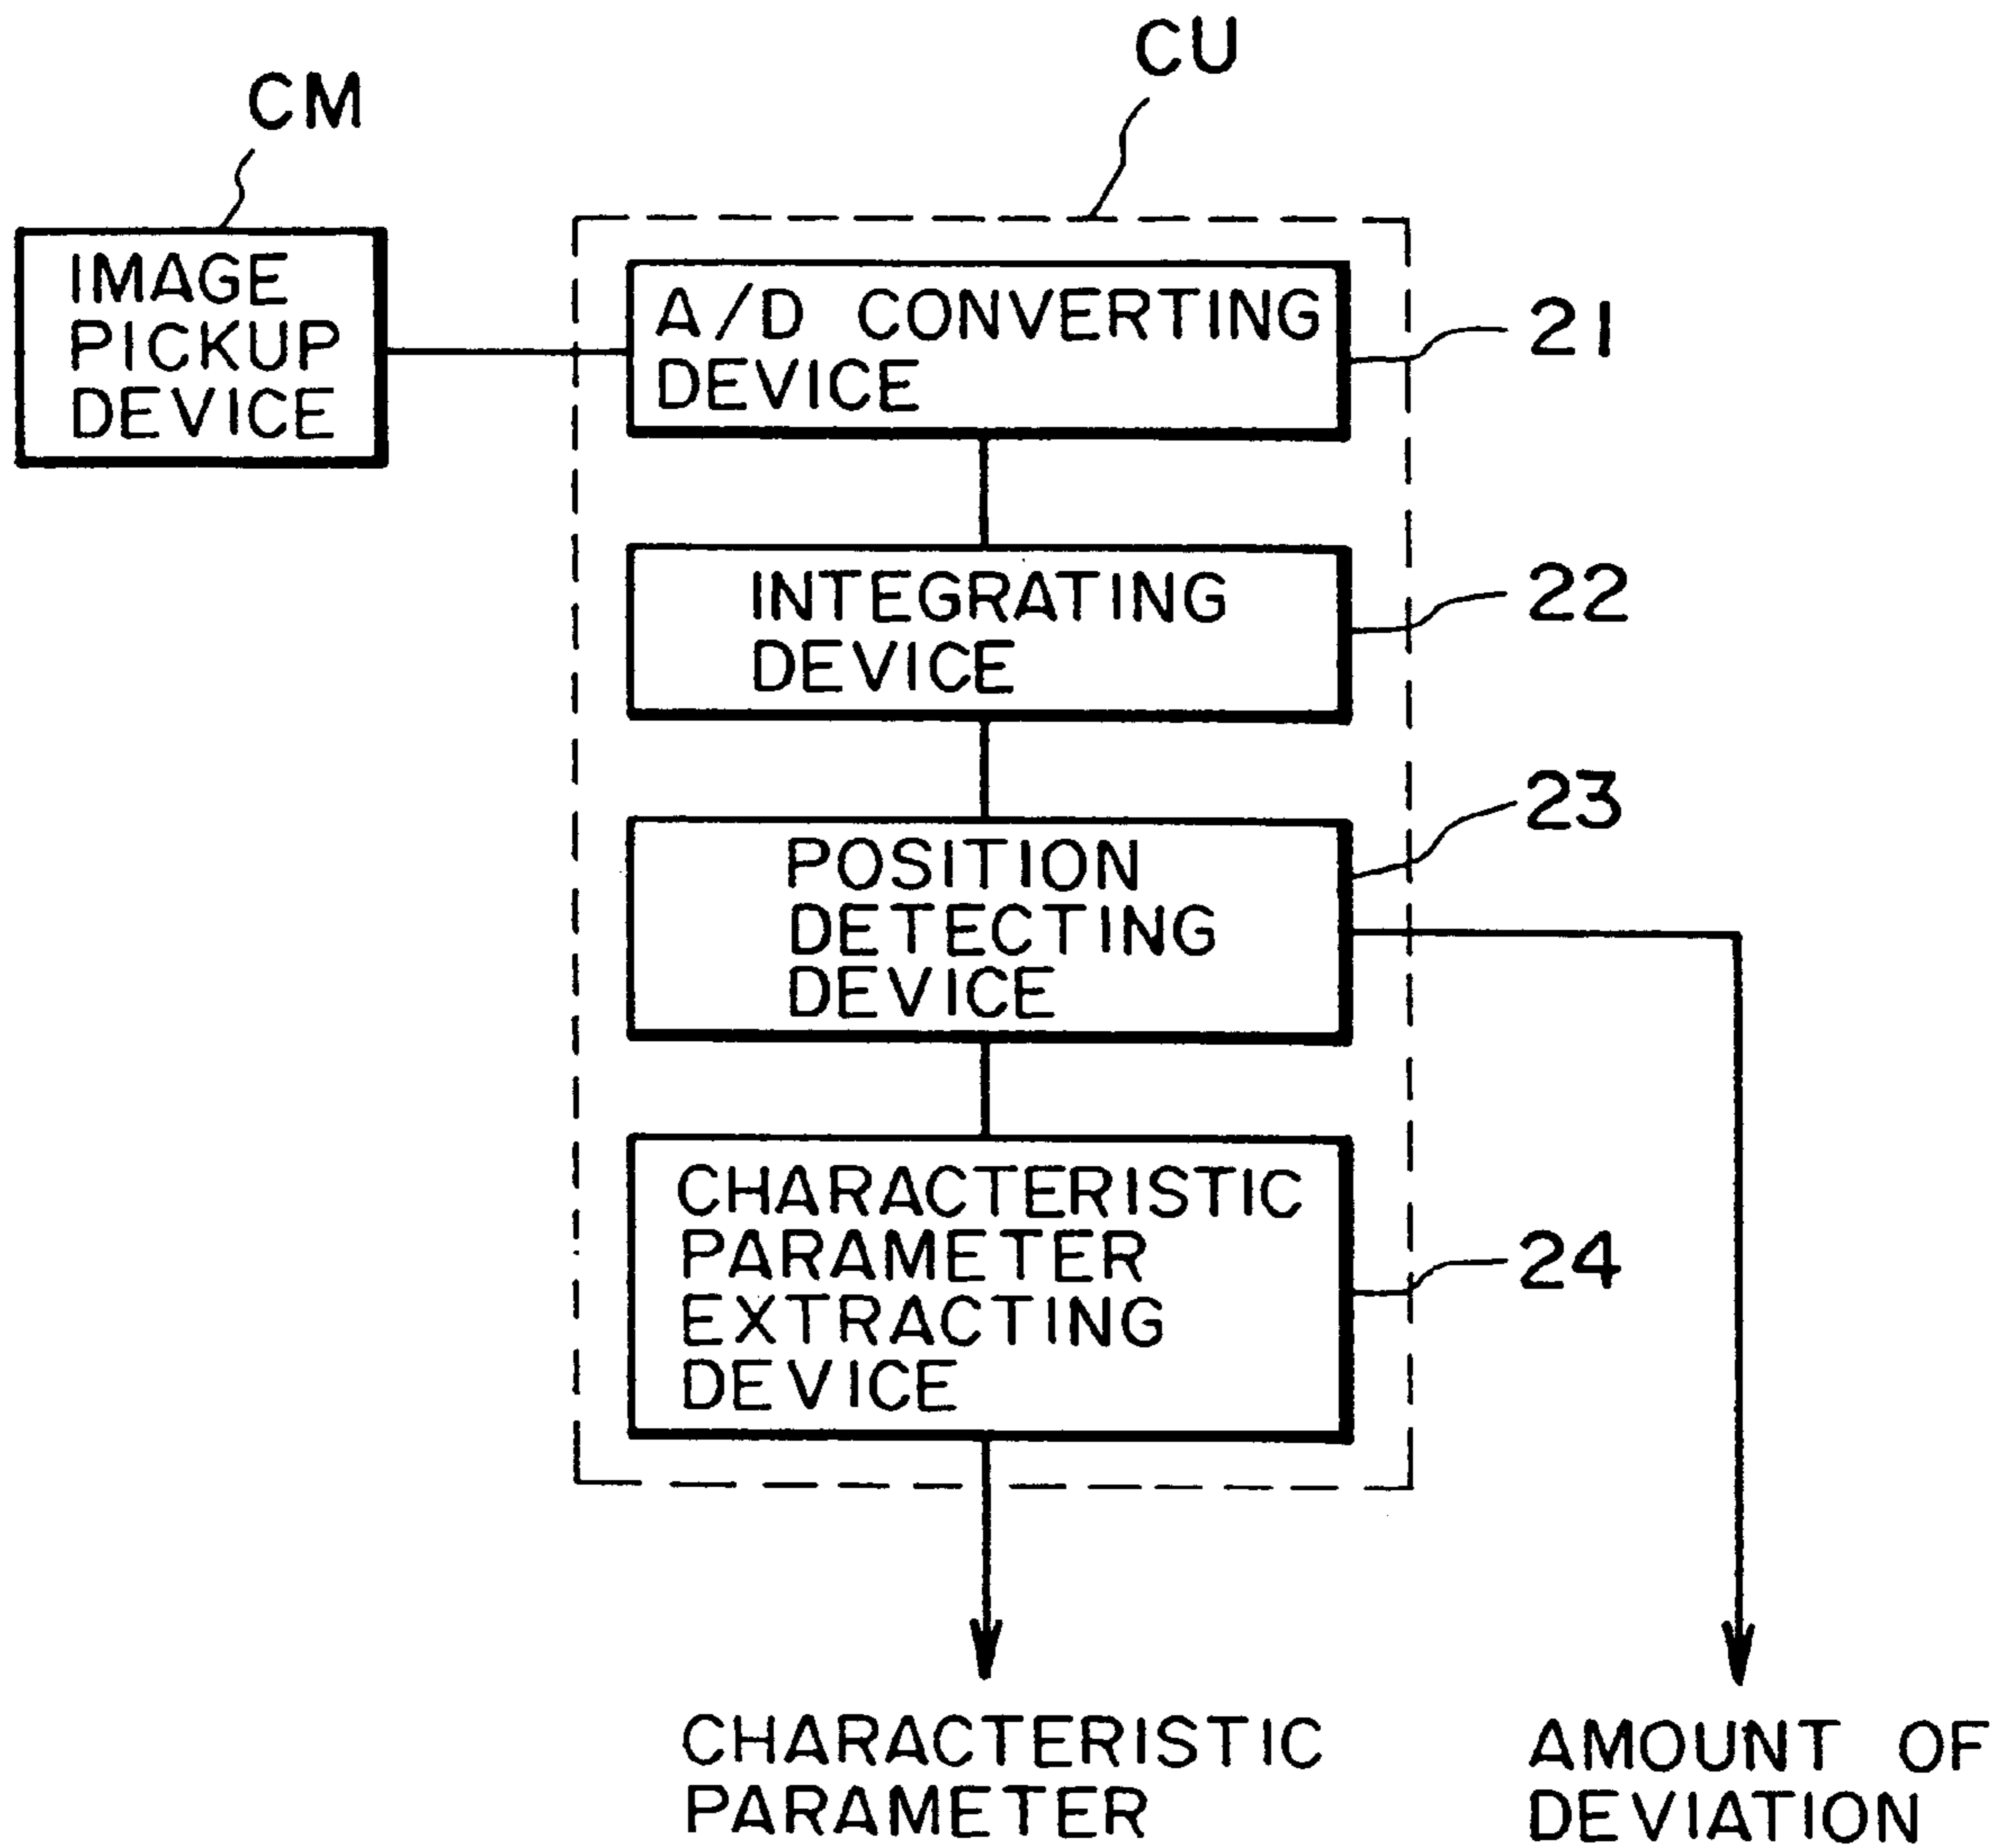 CU
CM
IMAGE
PICKUP
DEVICE
A/D CONVERTING
DEVICE
21
INTEGRATING
DEVICE
22
POSITION
DETECTING
DEVICE
23
CHARACTERISTIC
PARAMETER
EXTRACTING
DEVICE
24
CHARACTERISTIC
PARAMETER
AMOUNT OF
DEVIATION